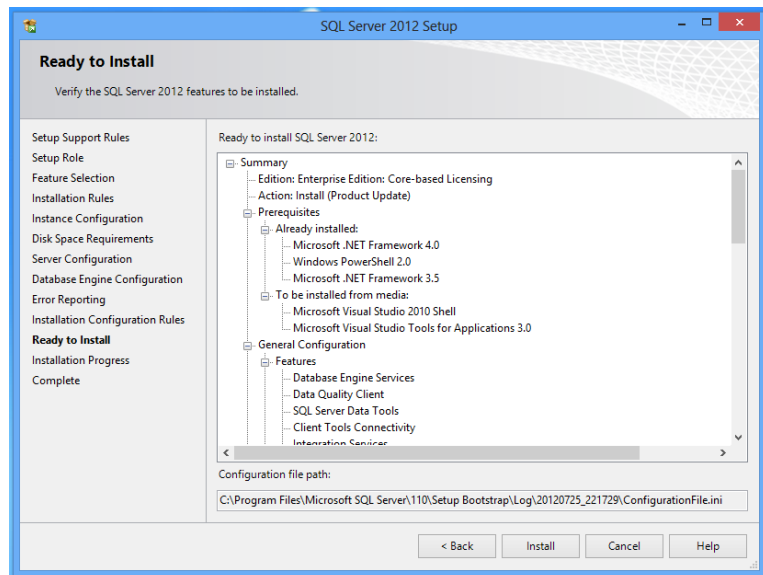 SQL Server 2012 Setup
Ready to Install
Verify the SQL Server 2012 features to be installed.
Setup Support Rules
Setup Role
Feature Selection
Installation Rules
Instance Configuration
Disk Space Requirements
Server Configuration
Database Engine Configuration
Error Reporting
Installation Configuration Rules
Ready to Install
Installation Progress
Complete
Ready to install SQL Server 2012:
Summary
Edition: Enterprise Edition: Core-based Licensing
Action: Install (Product Update)
Prerequisites
Already installed:
Microsoft .NET Framework 4.0
Windows PowerShell 2.0
Microsoft .NET Framework 3.5
To be installed from media:
Microsoft Visual Studio 2010 Shell
Microsoft Visual Studio Tools for Applications 3.0
General Configuration
Features
Database Engine Services
Data Quality Client
SQL Server Data Tools
Client Tools Connectivity
Integration Services
Configuration file path:
C:\Program Files\Microsoft SQL Server\110\Setup Bootstrap\Log\20120725_221729\ConfigurationFile.ini
< Back
Install
Cancel
Help